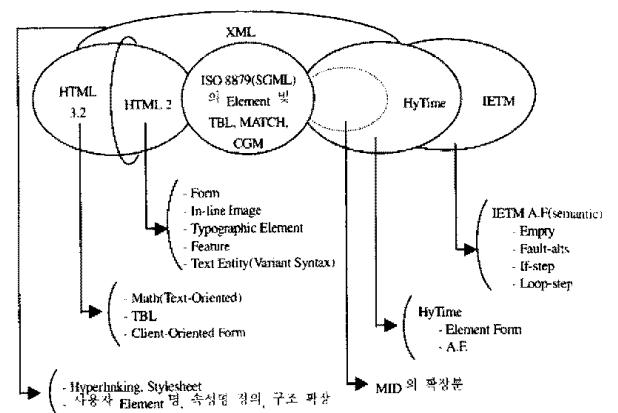 XML
HTML
3.2
HTML 2
ISO 8879(SGML)
의 Element 및
TBL, MATCH,
CGM
HyTime
IETM
- Form
- In-line Image
- Typographic Element
- Feature
- Text Entity(Variant Syntax)
IETM A.F(semantic)
- Empty
- Fault-alts
- If-step
- Loop-step
- Math(Text-Oriented)
- TBL
- Client-Oriented Form
HyTime
- Element Form
- A.F.
- Hyperlinking, Stylesheet
- 사용자 Element 명, 속성명 정의, 구조 확장
MID 의 확장분